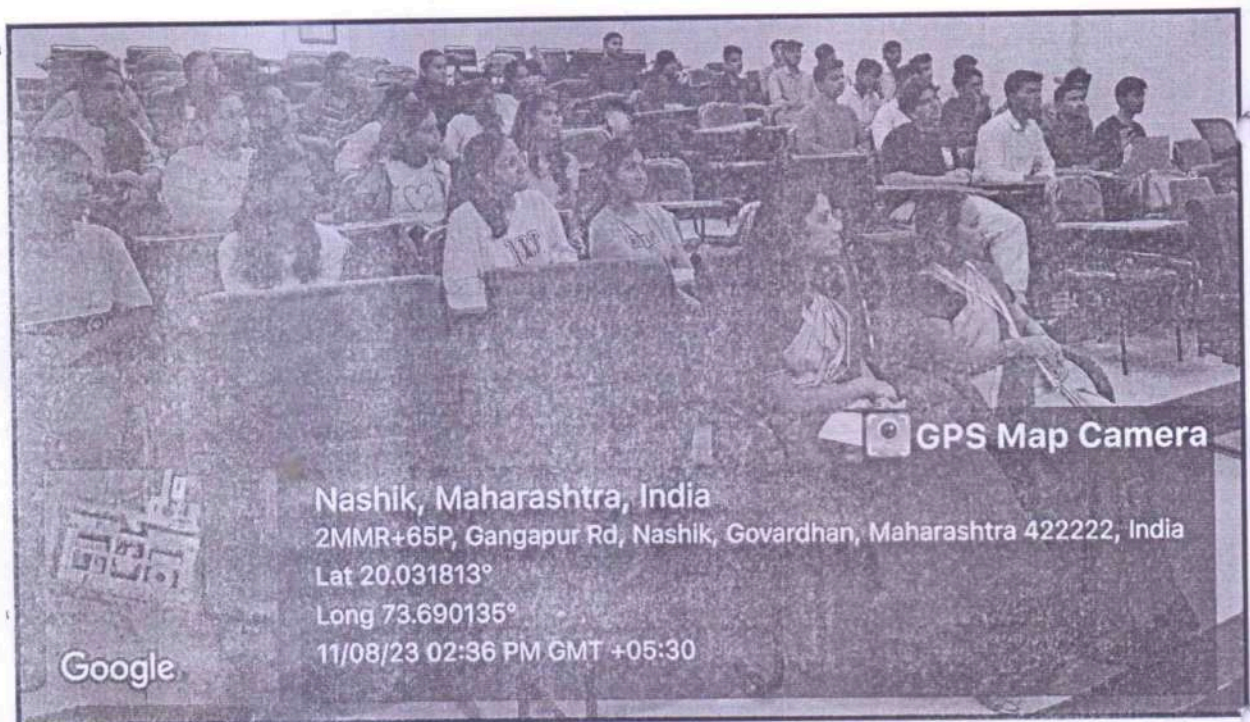 GPS Map Camera
Nashik, Maharashtra, India
2MMR+65P, Gangapur Rd, Nashik, Govardhan, Maharashtra 422222, India
Lat 20.031813°
Long 73.690135°
11/08/23 02:36 PM GMT +05:30
Google